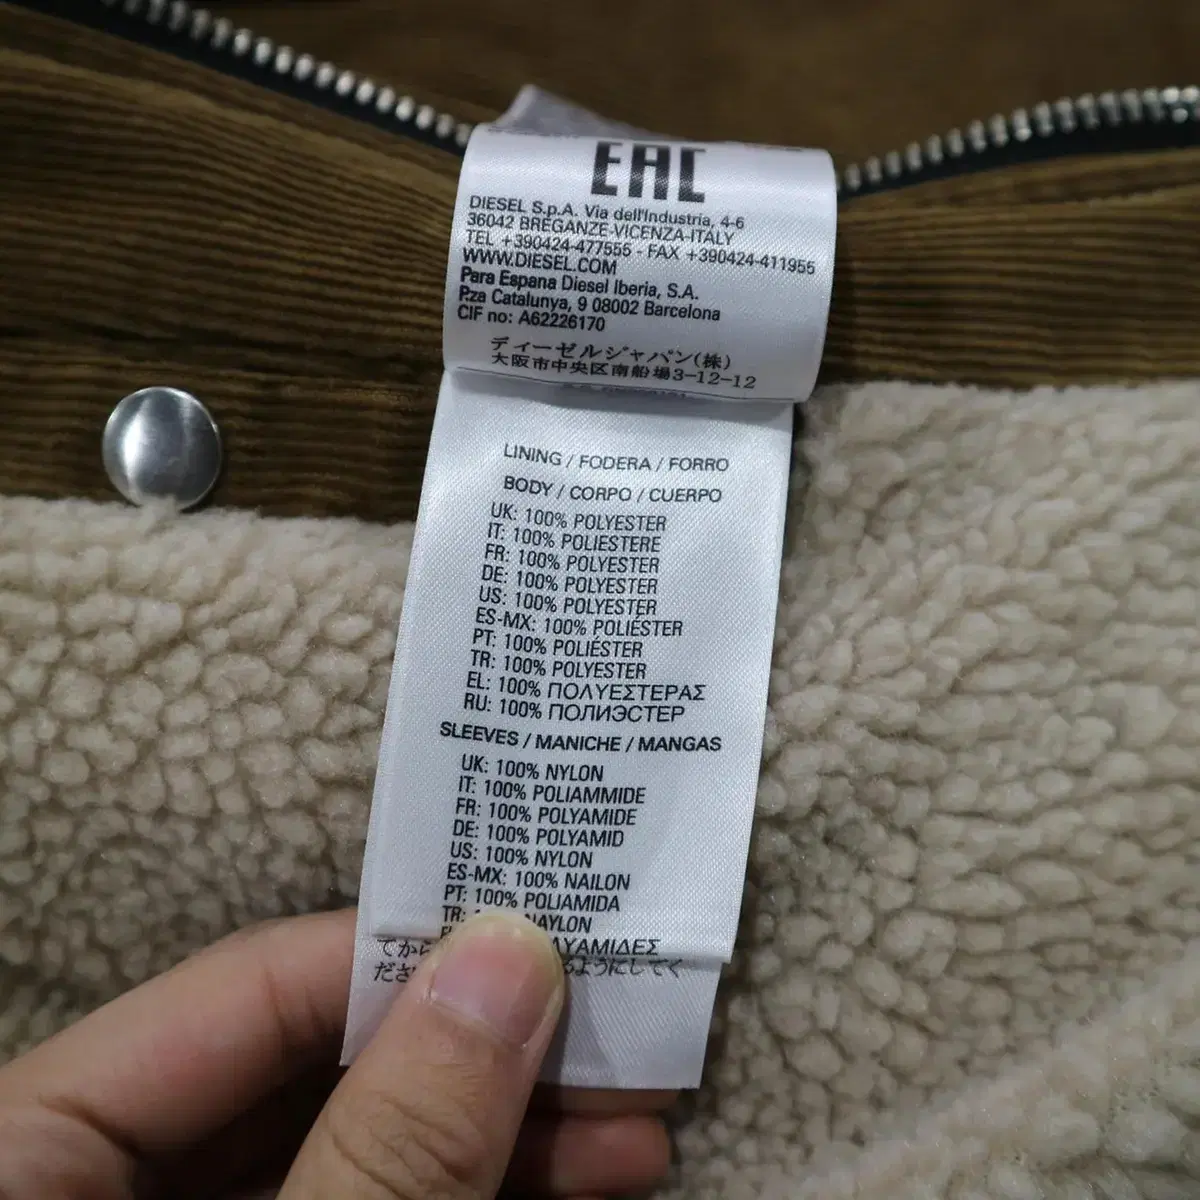 EAC
DIESEL S.p.A. Via dell'Industria, 4-6
36042 BREGANZE-VICENZA-ITALY
TEL +390424-477555 - FAX +390424-411955
WWW.DIESEL.COM
Para Espana Diesel Iberia, S.A.
P.za Catalunya, 9 08002 Barcelona
CIF no: A62226170
ディーゼルジャパン(株)
大阪市中央区南船場3-12-12
LINING / FODERA / FORRO
BODY / CORPO / CUERPO
UK: 100% POLYESTER
IT: 100% POLIESTERE
FR: 100% POLYESTER
DE: 100% POLYESTER
US: 100% POLYESTER
ES-MX: 100% POLIÉSTER
PT: 100% POLIÉSTER
TR: 100% POLYESTER
EL: 100% ΠΟΛΥΕΣΤΕΡΑΣ
RU: 100% ПОЛИЭСТЕР
SLEEVES / MANICHE / MANGAS
UK: 100% NYLON
IT: 100% POLIAMMIDE
FR: 100% POLYAMIDE
DE: 100% POLYAMID
US: 100% NYLON
ES-MX: 100% NAILON
PT: 100% POLIAMIDA
TR: NAYLON
ΛΥΑΜΙΔΕΣ
てから
ださ るようにしてく